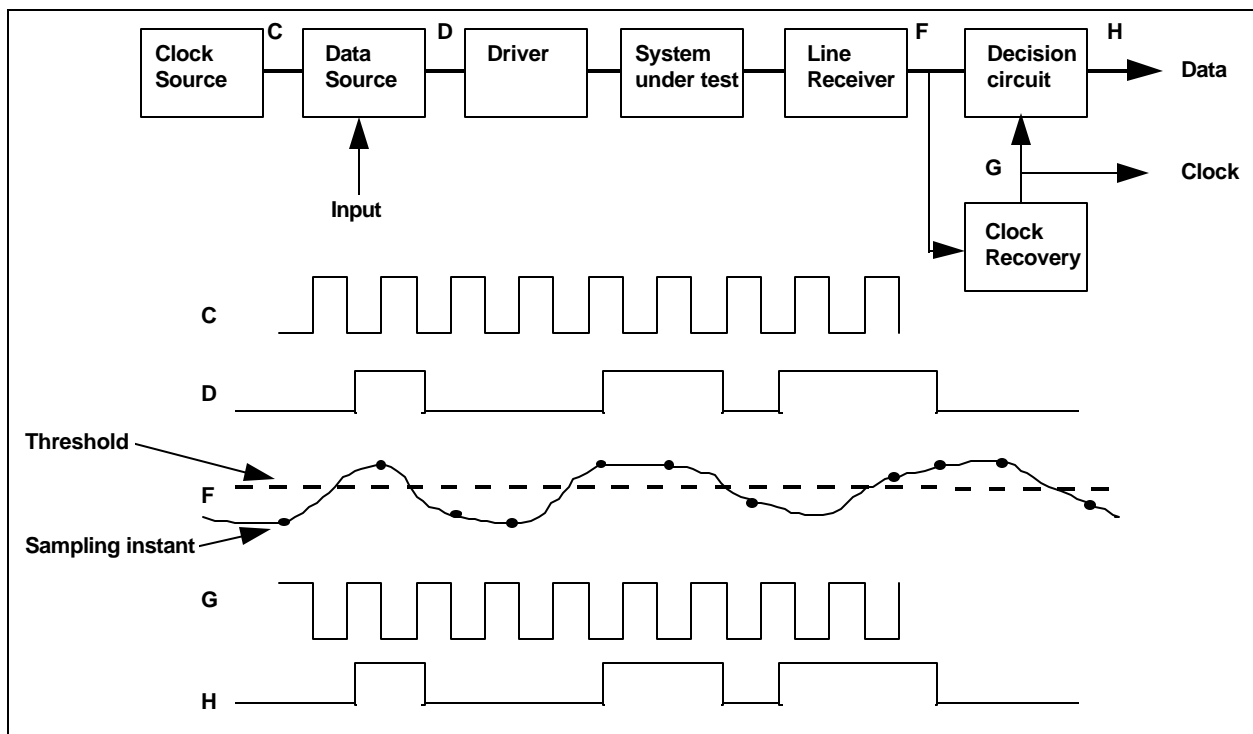 C
D
F
H
Clock
Source
Data
Source
Driver
System
under test
Line
Receiver
Decision
circuit
Data
G
Clock
Input
Clock
Recovery
C
D
Threshold
F
Sampling instant
G
H